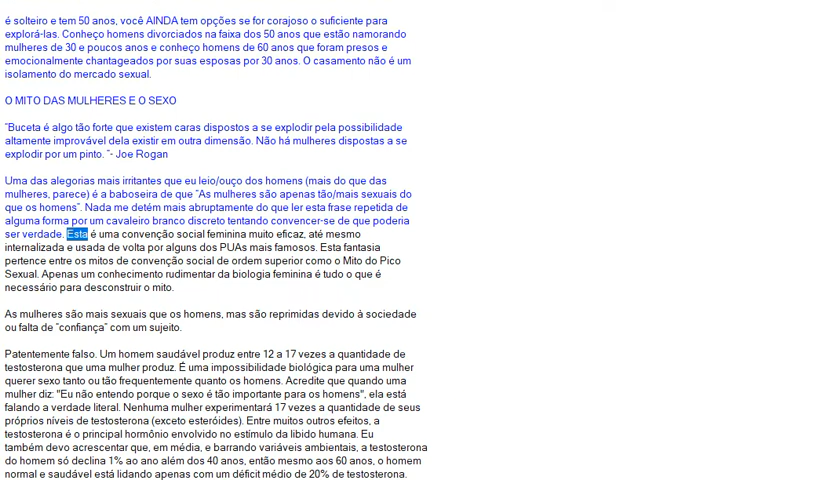 é solteiro e tem 50 anos, você AINDA tem opções se for corajoso o suficiente para
explorá-las. Conheço homens divorciados na faixa dos 50 anos que estão namorando
mulheres de 30 e poucos anos e conheço homens de 60 anos que foram presos e
emocionalmente chantageados por suas esposas por 30 anos. O casamento não é um
isolamento do mercado sexual.
O MITO DAS MULHERES E O SEXO
"Buceta é algo tão forte que existem caras dispostos a se explodir pela possibilidade
altamente improvável dela existir em outra dimensão. Não há mulheres dispostas a se
explodir por um pinto. "- Joe Rogan
Uma das alegorias mais irritantes que eu leio/ouço dos homens (mais do que das
mulheres, parece) é a baboseira de que "As mulheres são apenas tão/mais sexuais do
que os homens". Nada me detém mais abruptamente do que ler esta frase repetida de
alguma forma por um cavaleiro branco discreto tentando convencer-se de que poderia
ser verdade. Esta é uma convenção social feminina muito eficaz, até mesmo
internalizada e usada de volta por alguns dos PUAs mais famosos. Esta fantasia
pertence entre os mitos de convenção social de ordem superior como o Mito do Pico
Sexual. Apenas um conhecimento rudimentar da biologia feminina é tudo o que é
necessário para desconstruir o mito.
As mulheres são mais sexuais que os homens, mas são reprimidas devido à sociedade
ou falta de "confiança" com um sujeito.
Patentemente falso. Um homem saudável produz entre 12 a 17 vezes a quantidade de
testosterona que uma mulher produz. É uma impossibilidade biológica para uma mulher
querer sexo tanto ou tão frequentemente quanto os homens. Acredite que quando uma
mulher diz: "Eu não entendo porque o sexo é tão importante para os homens", ela está
falando a verdade literal. Nenhuma mulher experimentará 17 vezes a quantidade de seus
próprios níveis de testosterona (exceto esteróides). Entre muitos outros efeitos, a
testosterona é o principal hormônio envolvido no estímulo da libido humana. Eu
também devo acrescentar que, em média, e barrando variáveis ambientais, a testosterona
do homem só declina 1% ao ano além dos 40 anos, então mesmo aos 60 anos, o homem
normal e saudável está lidando apenas com um déficit médio de 20% de testosterona.